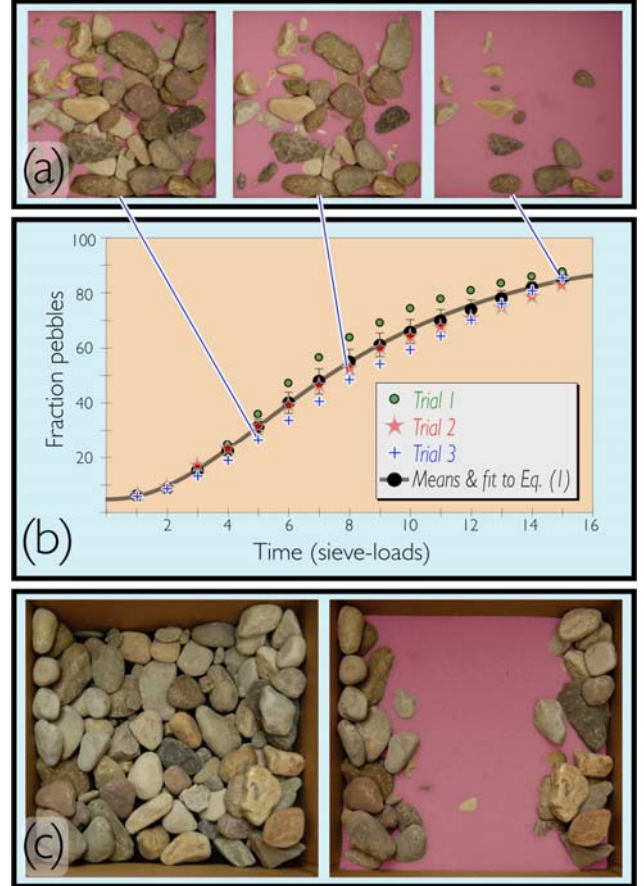 (a)
100
80
60
40
20
Fraction pebbles
Trial 1
Trial 2
Trial 3
Means & fit to Eq. (1)
2 4 6 8 10 12 14 16
Time (sieve-loads)
(b)
(c)